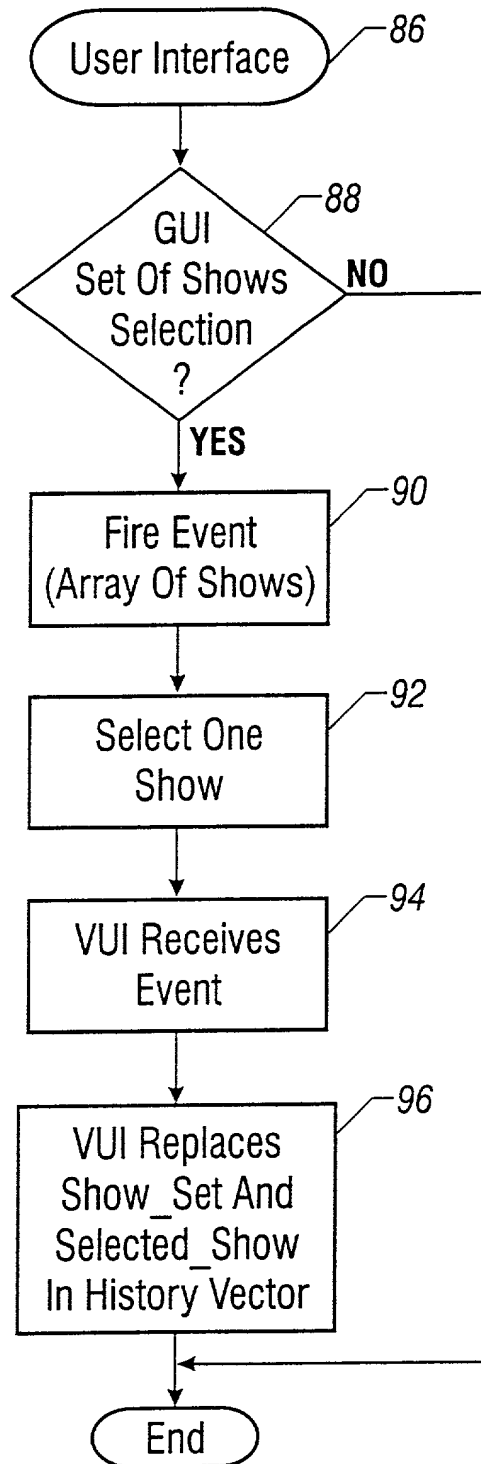 User Interface
86
88
GUI
Set Of Shows
Selection
?
NO
YES
90
Fire Event
(Array Of Shows)
92
Select One
Show
94
VUI Receives
Event
96
VUI Replaces
Show_Set And
Selected_Show
In History Vector
End